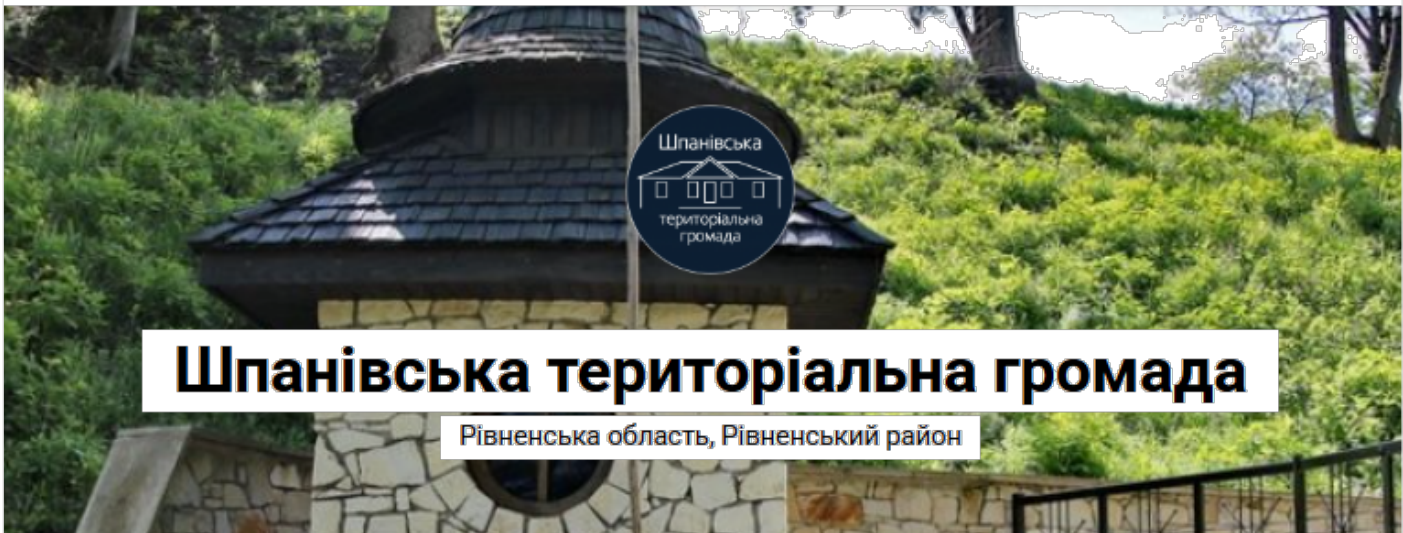 Шпанівська
територіальна
громада
Шпанівська територіальна громада
Рівненська область, Рівненський район